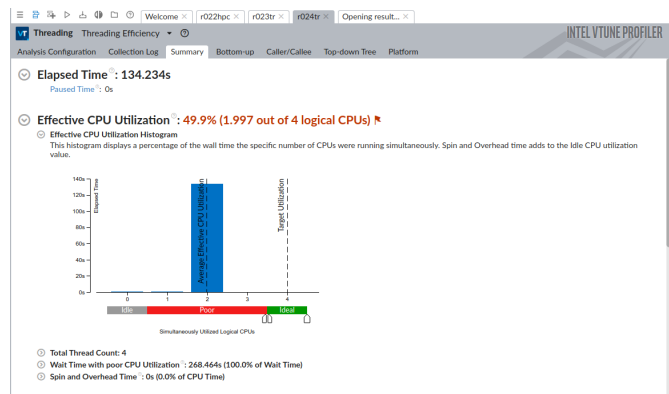 Welcome × r022hpc × r023tr × r024tr × Opening result... ×
VT Threading Threading Efficiency INTEL VTUNE PROFILER
Analysis Configuration Collection Log Summary Bottom-up Caller/Callee Top-down Tree Platform
Elapsed Time : 134.234s
Paused Time : 0s
Effective CPU Utilization : 49.9% (1.997 out of 4 logical CPUs)
Effective CPU Utilization Histogram
This histogram displays a percentage of the wall time the specific number of CPUs were running simultaneously. Spin and Overhead time adds to the Idle CPU utilization
value.
Elapsed Time
140s
120s
100s
80s
60s
40s
20s
0s
Average Effective CPU Utilization
Target Utilization
0 1 2 3 4
Idle Poor Ideal
Simultaneously Utilized Logical CPUs
Total Thread Count: 4
Wait Time with poor CPU Utilization : 268.464s (100.0% of Wait Time)
Spin and Overhead Time : 0s (0.0% of CPU Time)